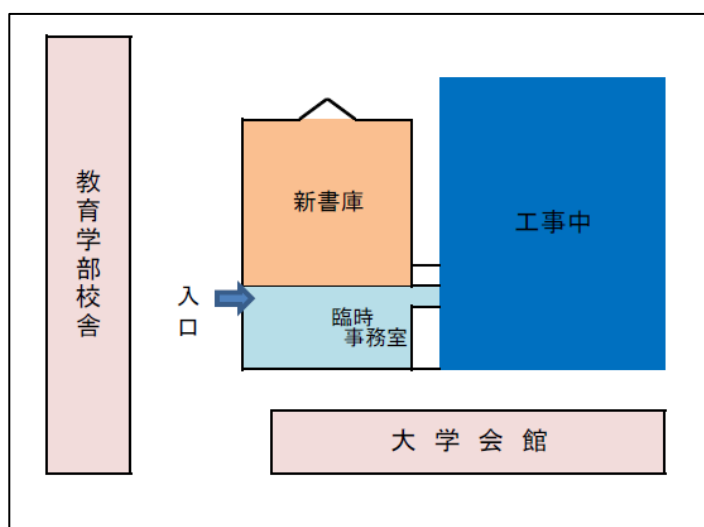 教育学部校舎
新書庫
工事中
入口
臨時
事務室
大学会館